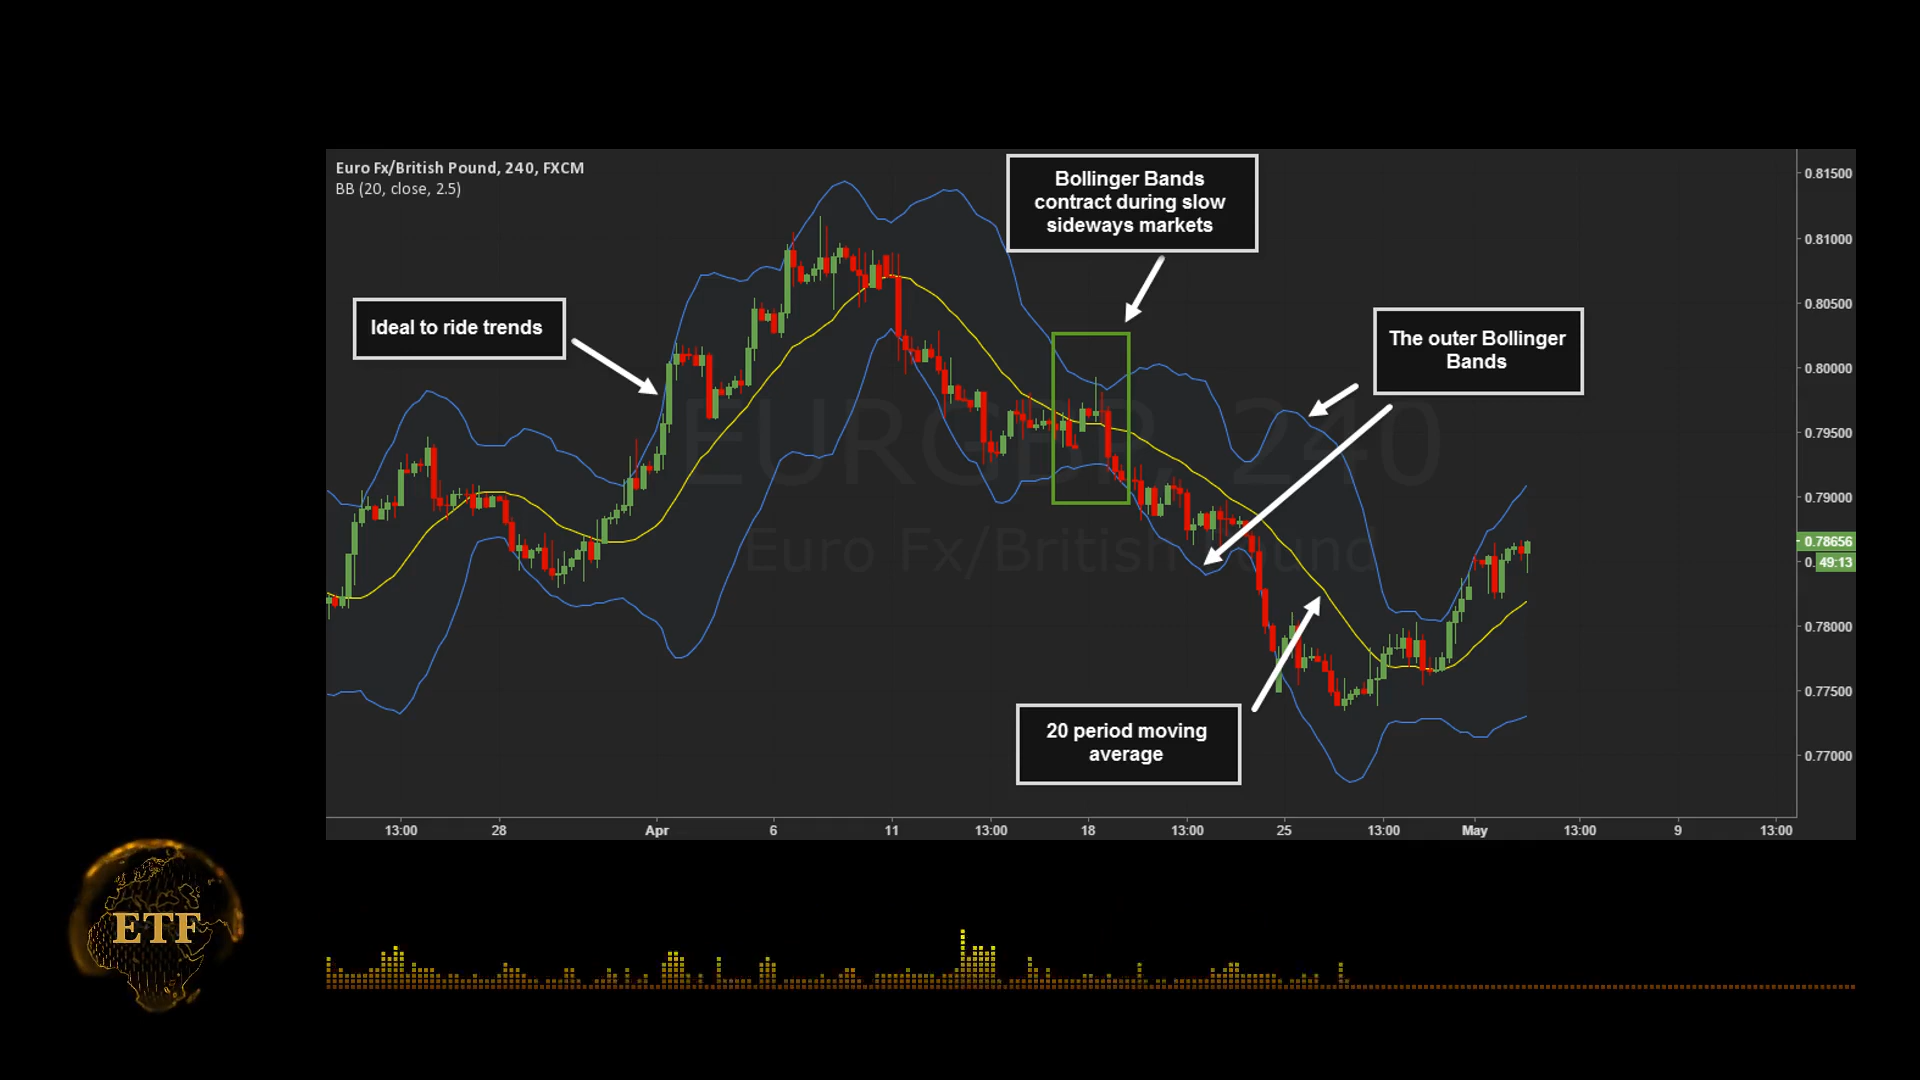 Euro Fx/British Pound, 240, FXCM
BB (20, close, 2.5)
Bollinger Bands
contract during slow
sideways markets
Ideal to ride trends
The outer Bollinger
Bands
20 period moving
average
EURGBP, 240
Euro Fx/British Pound
0.81500
0.81000
0.80500
0.80000
0.79500
0.79000
0.78656
0. 49:13
0.78000
0.77500
0.77000
13:00 28 Apr 6 11 13:00 18 13:00 25 13:00 May 13:00 9 13:00
ETF